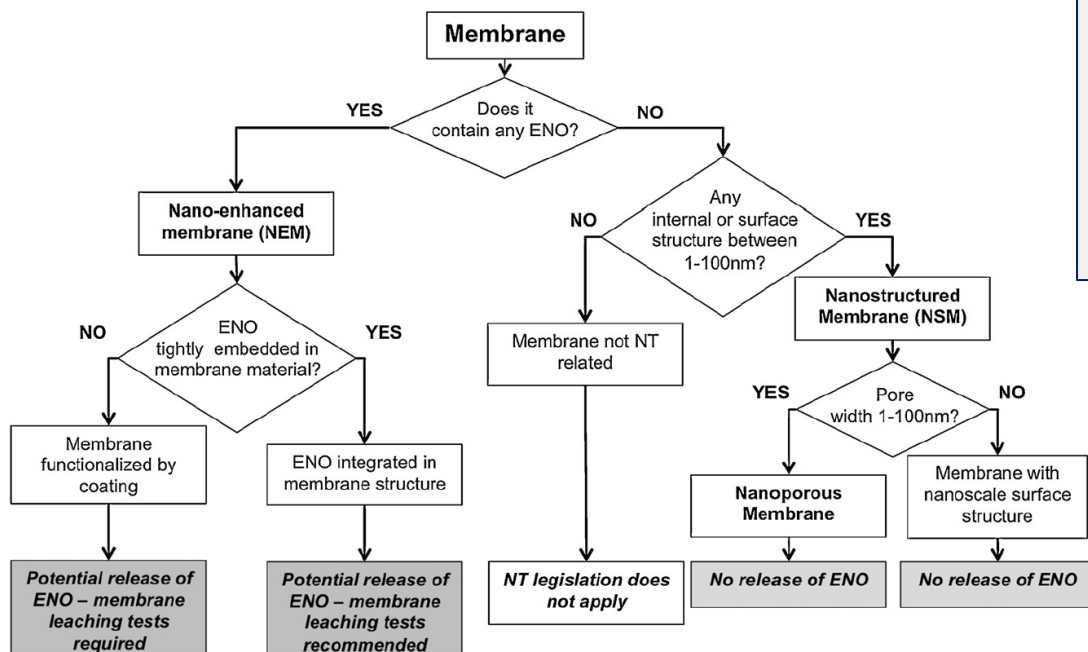 Membrane
Does it
contain any ENO?
YES
NO
Nano-enhanced
membrane (NEM)
Any
internal or surface
structure between
1-100nm?
NO
YES
ENO
tightly embedded in
membrane material?
NO
YES
Membrane not NT
related
Nanostructured
Membrane (NSM)
Pore
width 1-100nm?
YES
NO
Membrane
functionalized by
coating
ENO integrated in
membrane structure
Nanoporous
Membrane
Membrane with
nanoscale surface
structure
Potential release of
ENO – membrane
leaching tests
required
Potential release of
ENO – membrane
leaching tests
recommended
NT legislation does
not apply
No release of ENO
No release of ENO